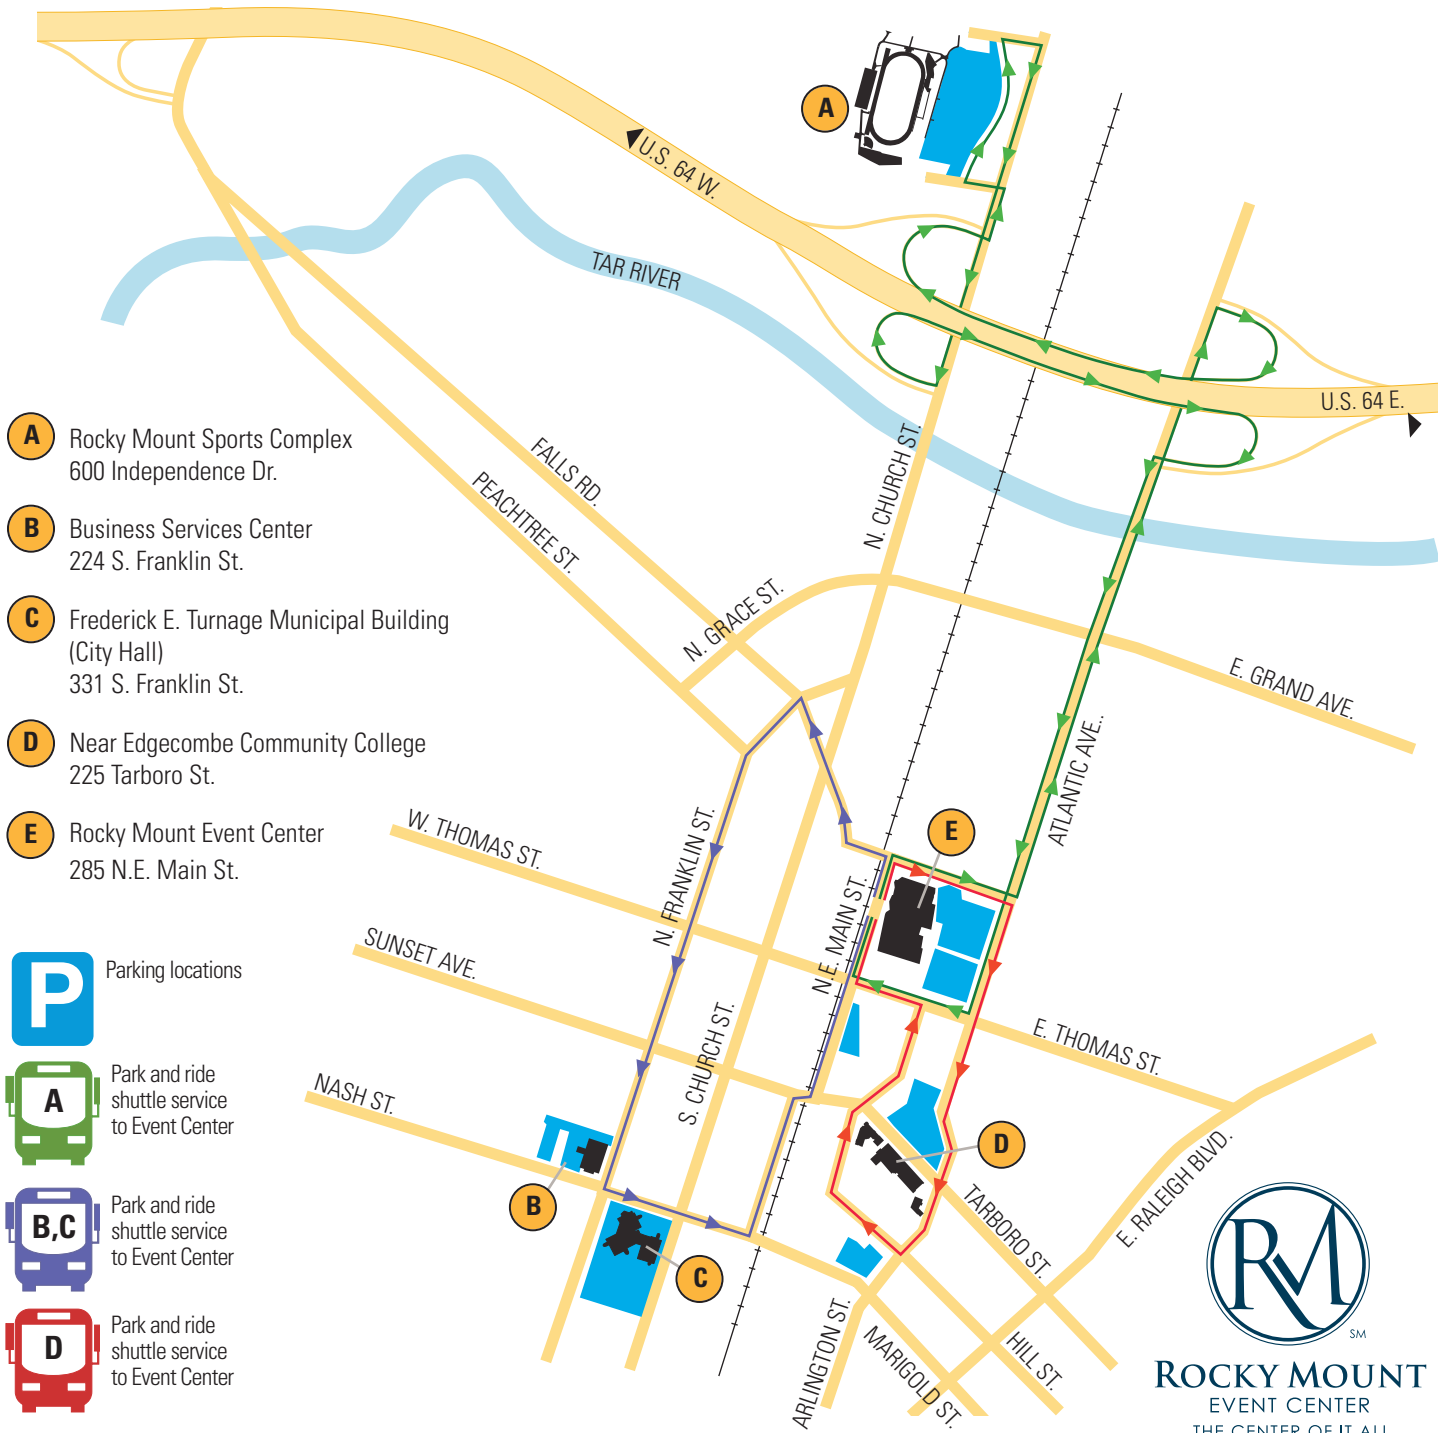 A
U.S. 64 W.
TAR RIVER
U.S. 64 E.
A
Rocky Mount Sports Complex
600 Independence Dr.
B
Business Services Center
224 S. Franklin St.
C
Frederick E. Turnage Municipal Building
(City Hall)
331 S. Franklin St.
D
Near Edgecombe Community College
225 Tarboro St.
E
Rocky Mount Event Center
285 N.E. Main St.
FALLS RD.
PEACHTREE ST.
N. CHURCH ST.
N. GRACE ST.
E. GRAND AVE.
ATLANTIC AVE..
W. THOMAS ST.
N. FRANKLIN ST.
E
N.E. MAIN ST.
SUNSET AVE.
S. CHURCH ST.
E. THOMAS ST.
NASH ST.
B
C
D
TARBORO ST.
E. RALEIGH BLVD.
ARLINGTON ST.
MARIGOLD ST.
HILL ST.
P
Parking locations
A
Park and ride
shuttle service
to Event Center
B,C
Park and ride
shuttle service
to Event Center
D
Park and ride
shuttle service
to Event Center
RM
SM
ROCKY MOUNT
EVENT CENTER
THE CENTER OF IT ALL